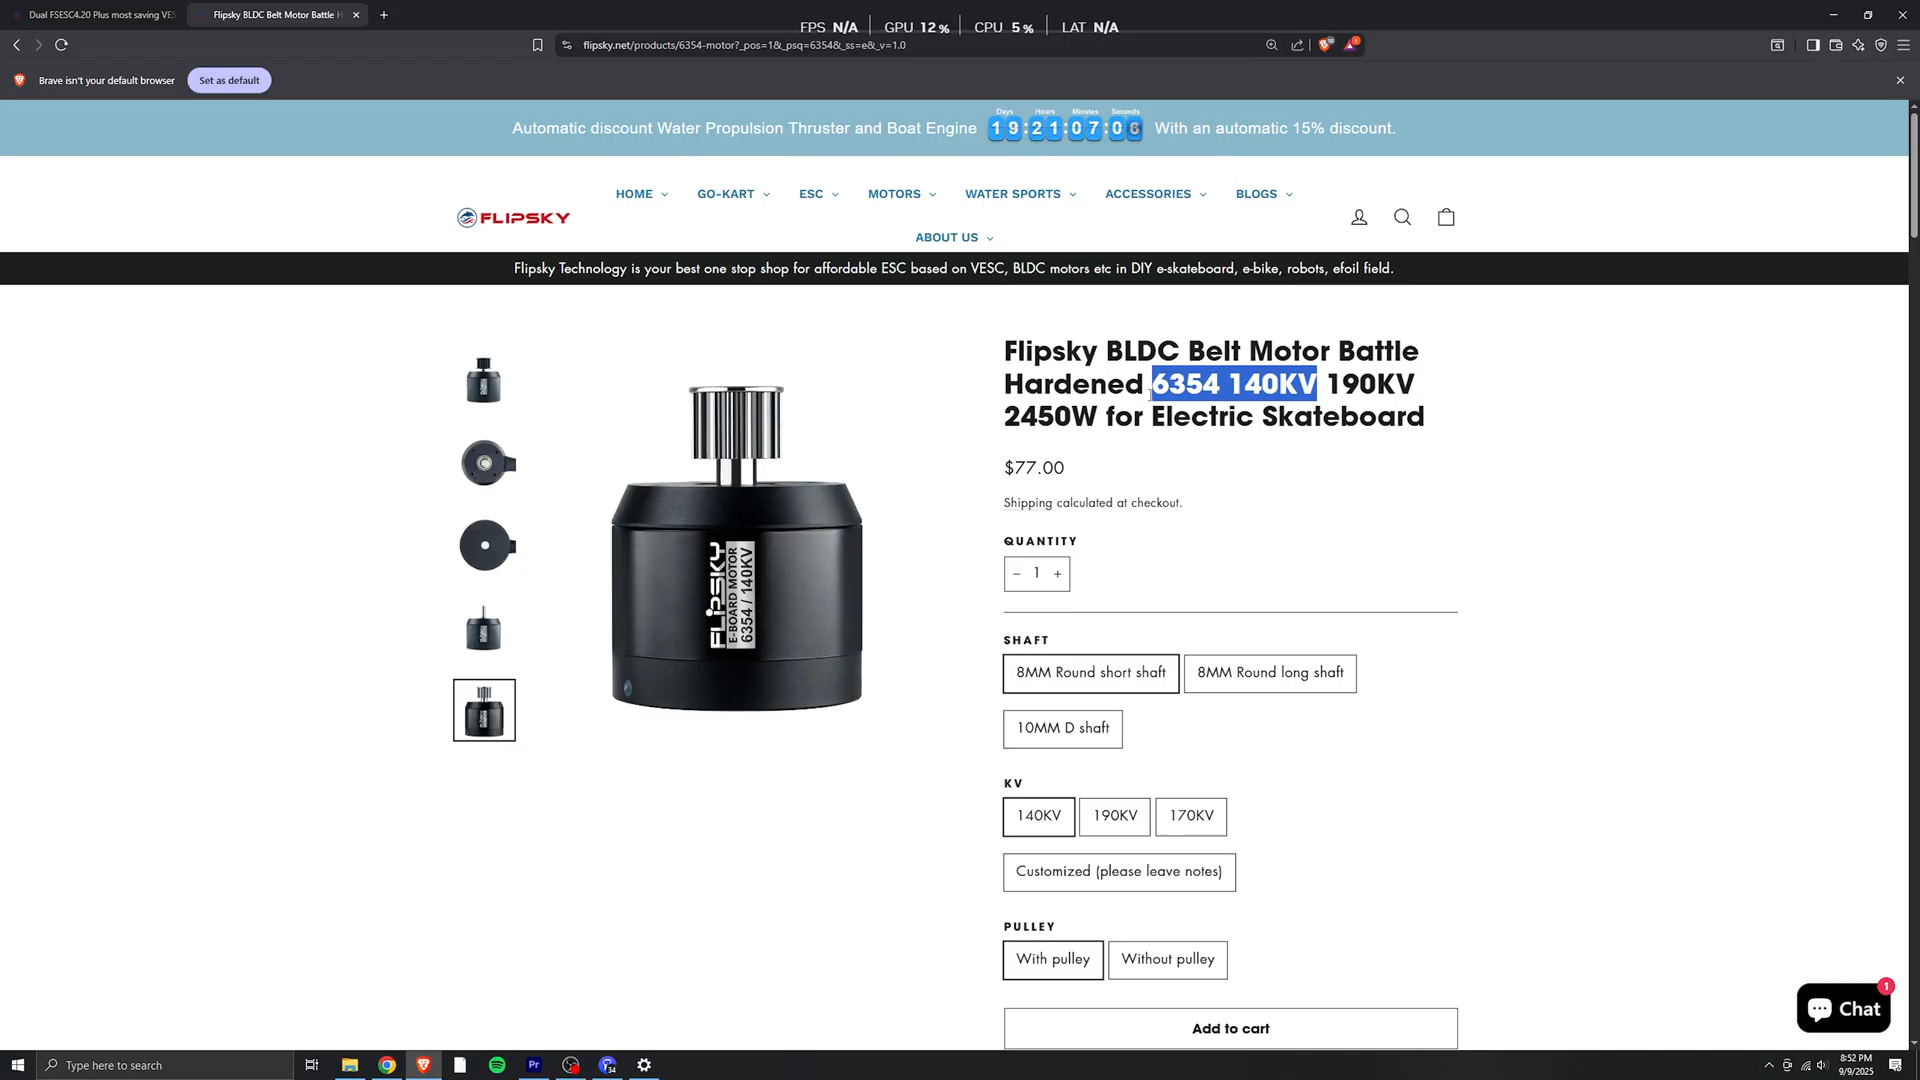 Dual FSESC4.20 Plus most saving VES
Flipsky BLDC Belt Motor Battle H
FPS N/A GPU 12% CPU 5% LAT N/A
flipsky.net/products/6354-motor?_pos=1&_psq=6354&_ss=e&_v=1.0
Brave isn't your default browser
Set as default
Days Hours Minutes Seconds
Automatic discount Water Propulsion Thruster and Boat Engine 19:21:07:06 With an automatic 15% discount.
HOME GO-KART ESC MOTORS WATER SPORTS ACCESSORIES BLOGS
FLIPSKY
ABOUT US
Flipsky Technology is your best one stop shop for affordable ESC based on VESC, BLDC motors etc in DIY e-skateboard, e-bike, robots, efoil field.
FLIPSKY
E-BOARD MOTOR
6354 / 140KV
Flipsky BLDC Belt Motor Battle
Hardened 6354 140KV 190KV
2450W for Electric Skateboard
$77.00
Shipping calculated at checkout.
QUANTITY
− 1 +
SHAFT
8MM Round short shaft 8MM Round long shaft
10MM D shaft
KV
140KV 190KV 170KV
Customized (please leave notes)
PULLEY
With pulley Without pulley
Add to cart
1
Chat
Type here to search
Pr
34
8:52 PM
9/9/2025